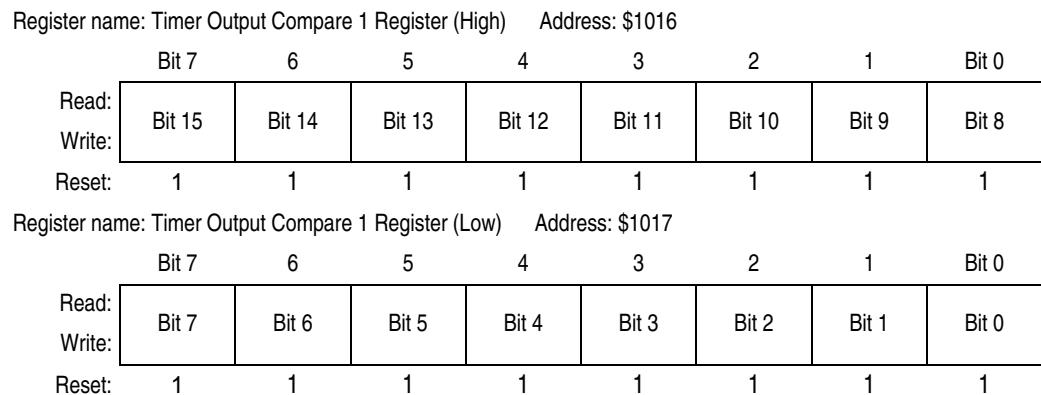 Register name: Timer Output Compare 1 Register (High) Address: $1016
Bit 7 6 5 4 3 2 1 Bit 0
Read:
Bit 15 Bit 14 Bit 13 Bit 12 Bit 11 Bit 10 Bit 9 Bit 8
Write:
Reset: 1 1 1 1 1 1 1 1
Register name: Timer Output Compare 1 Register (Low) Address: $1017
Bit 7 6 5 4 3 2 1 Bit 0
Read:
Bit 7 Bit 6 Bit 5 Bit 4 Bit 3 Bit 2 Bit 1 Bit 0
Write:
Reset: 1 1 1 1 1 1 1 1